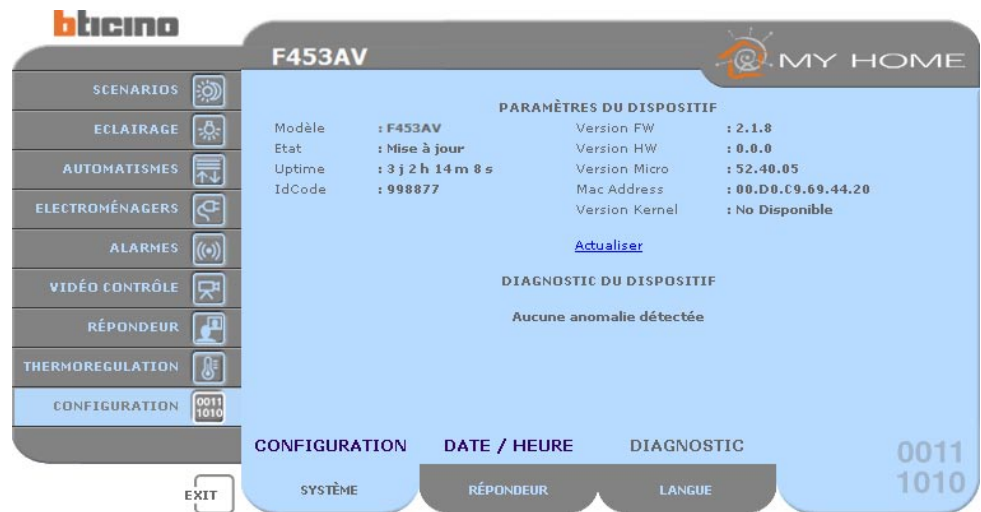 bticino
F453AV
MY HOME
SCENARIOS
ECLAIRAGE
AUTOMATISMES
ELECTROMÉNAGERS
ALARMES
VIDÉO CONTRÔLE
RÉPONDEUR
THERMOREGULATION
CONFIGURATION
0011
1010
PARAMÈTRES DU DISPOSITIF
Modèle : F453AV Version FW : 2.1.8
Etat : Mise à jour Version HW : 0.0.0
Uptime : 3 j 2 h 14 m 8 s Version Micro : 52.40.05
IdCode : 998877 Mac Address : 00.D0.C9.69.44.20
Version Kernel : No Disponible
Actualiser
DIAGNOSTIC DU DISPOSITIF
Aucune anomalie détectée
CONFIGURATION DATE / HEURE DIAGNOSTIC
0011
1010
EXIT
SYSTÈME RÉPONDEUR LANGUE